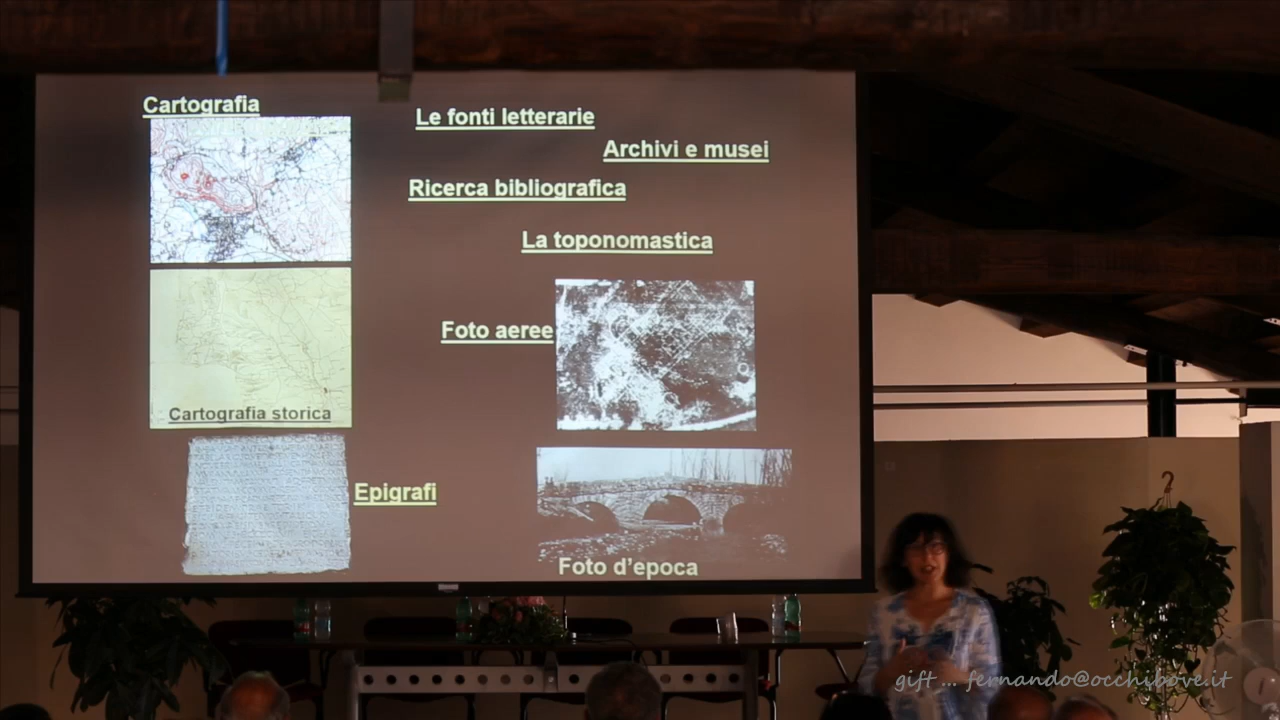 Cartografia
Le fonti letterarie
Archivi e musei
Ricerca bibliografica
La toponomastica
Foto aeree
Cartografia storica
Epigrafi
Foto d'epoca
gift ... fernando@occhibove.it